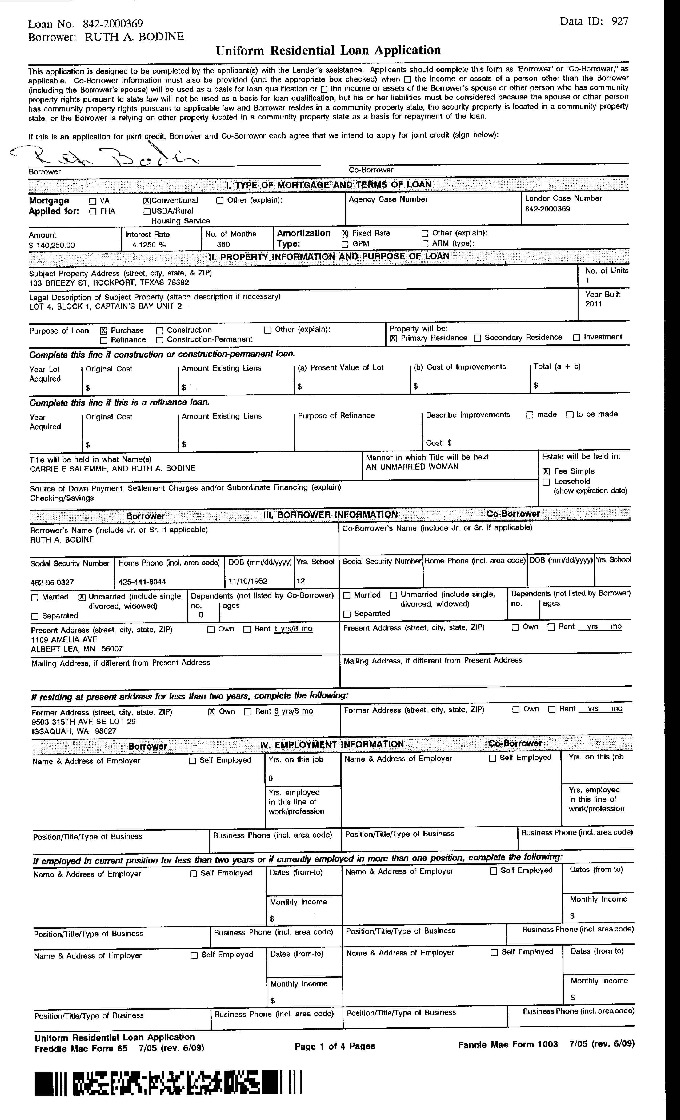 Loan No. 842-2000369
Data ID: 927
Borrower: RUTH A. BODINE
Uniform Residential Loan Application
This application is designed to be completed by the applicant(s) with the Lender's assistance. Applicants should complete this form as "Borrower" or "Co-Borrower," as
applicable. Co-Borrower information must also be provided (and the appropriate box checked) when ☐ the income or assets of a person other than the Borrower
(including the Borrower's spouse) will be used as a basis for loan qualification or ☐ the income or assets of the Borrower's spouse or other person who has community
property rights pursuant to state law will not be used as a basis for loan qualification, but his or her liabilities must be considered because the spouse or other person
has community property rights pursuant to applicable law and Borrower resides in a community property state, the security property is located in a community property
state, or the Borrower is relying on other property located in a community property state as a basis for repayment of the loan.
If this is an application for joint credit, Borrower and Co-Borrower each agree that we intend to apply for joint credit (sign below):
Ruth Bodin
Borrower Co-Borrower
I. TYPE OF MORTGAGE AND TERMS OF LOAN
Mortgage ☐ VA ☒ Conventional ☐ Other (explain): Agency Case Number Lender Case Number
Applied for: ☐ FHA ☐ USDA/Rural Housing Service 842-2000369
Amount Interest Rate No. of Months Amortization ☒ Fixed Rate ☐ Other (explain):
$ 140,250.00 4.1250 % 360 Type: ☐ GPM ☐ ARM (type):
II. PROPERTY INFORMATION AND PURPOSE OF LOAN
Subject Property Address (street, city, state, & ZIP) No. of Units
133 BREEZY ST, ROCKPORT, TEXAS 78382 1
Legal Description of Subject Property (attach description if necessary) Year Built
LOT 4, BLOCK 1, CAPTAIN'S BAY UNIT 2 2011
Purpose of Loan ☒ Purchase ☐ Construction ☐ Other (explain): Property will be:
☐ Refinance ☐ Construction-Permanent ☒ Primary Residence ☐ Secondary Residence ☐ Investment
Complete this line if construction or construction-permanent loan.
Year Lot Acquired Original Cost Amount Existing Liens (a) Present Value of Lot (b) Cost of Improvements Total (a + b)
$ $ $ $ $
Complete this line if this is a refinance loan.
Year Acquired Original Cost Amount Existing Liens Purpose of Refinance Describe Improvements ☐ made ☐ to be made
$ $ Cost: $
Title will be held in what Name(s) Manner in which Title will be held Estate will be held in:
CARRIE E SALEMME, AND RUTH A. BODINE AN UNMARRIED WOMAN ☒ Fee Simple
☐ Leasehold
(show expiration date)
Source of Down Payment, Settlement Charges and/or Subordinate Financing (explain)
Checking/Savings
Borrower III. BORROWER INFORMATION Co-Borrower
Borrower's Name (include Jr. or Sr. if applicable) Co-Borrower's Name (include Jr. or Sr. if applicable)
RUTH A. BODINE
Social Security Number Home Phone (incl. area code) DOB (mm/dd/yyyy) Yrs. School Social Security Number Home Phone (incl. area code) DOB (mm/dd/yyyy) Yrs. School
11/10/1952 12
☐ Married ☒ Unmarried (include single, divorced, widowed) Dependents (not listed by Co-Borrower) ☐ Married ☐ Unmarried (include single, divorced, widowed) Dependents (not listed by Borrower)
☐ Separated no. ages 0 ☐ Separated no. ages
Present Address (street, city, state, ZIP) ☐ Own ☐ Rent yrs/8 mo Present Address (street, city, state, ZIP) ☐ Own ☐ Rent yrs mo
1109 AMELIA AVE
ALBERT LEA, MN 56007
Mailing Address, if different from Present Address Mailing Address, if different from Present Address
If residing at present address for less than two years, complete the following:
Former Address (street, city, state, ZIP) ☒ Own ☐ Rent 9 yrs/8 mo Former Address (street, city, state, ZIP) ☐ Own ☐ Rent yrs mo
SE LOT 26
ISSAQUAH, WA 98027
Borrower IV. EMPLOYMENT INFORMATION Co-Borrower
Name & Address of Employer ☐ Self Employed Yrs. on this job Name & Address of Employer ☐ Self Employed Yrs. on this job
0
Yrs. employed in this line of work/profession Yrs. employed in this line of work/profession
Position/Title/Type of Business Business Phone (incl. area code) Position/Title/Type of Business Business Phone (incl. area code)
If employed in current position for less than two years or if currently employed in more than one position, complete the following:
Name & Address of Employer ☐ Self Employed Dates (from-to) Name & Address of Employer ☐ Self Employed Dates (from-to)
Monthly Income Monthly Income
$ $
Position/Title/Type of Business Business Phone (incl. area code) Position/Title/Type of Business Business Phone (incl. area code)
Name & Address of Employer ☐ Self Employed Dates (from-to) Name & Address of Employer ☐ Self Employed Dates (from-to)
Monthly Income Monthly Income
$ $
Position/Title/Type of Business Business Phone (incl. area code) Position/Title/Type of Business Business Phone (incl. area code)
Uniform Residential Loan Application
Freddie Mac Form 65 7/05 (rev. 6/09) Page 1 of 4 Pages Fannie Mae Form 1003 7/05 (rev. 6/09)